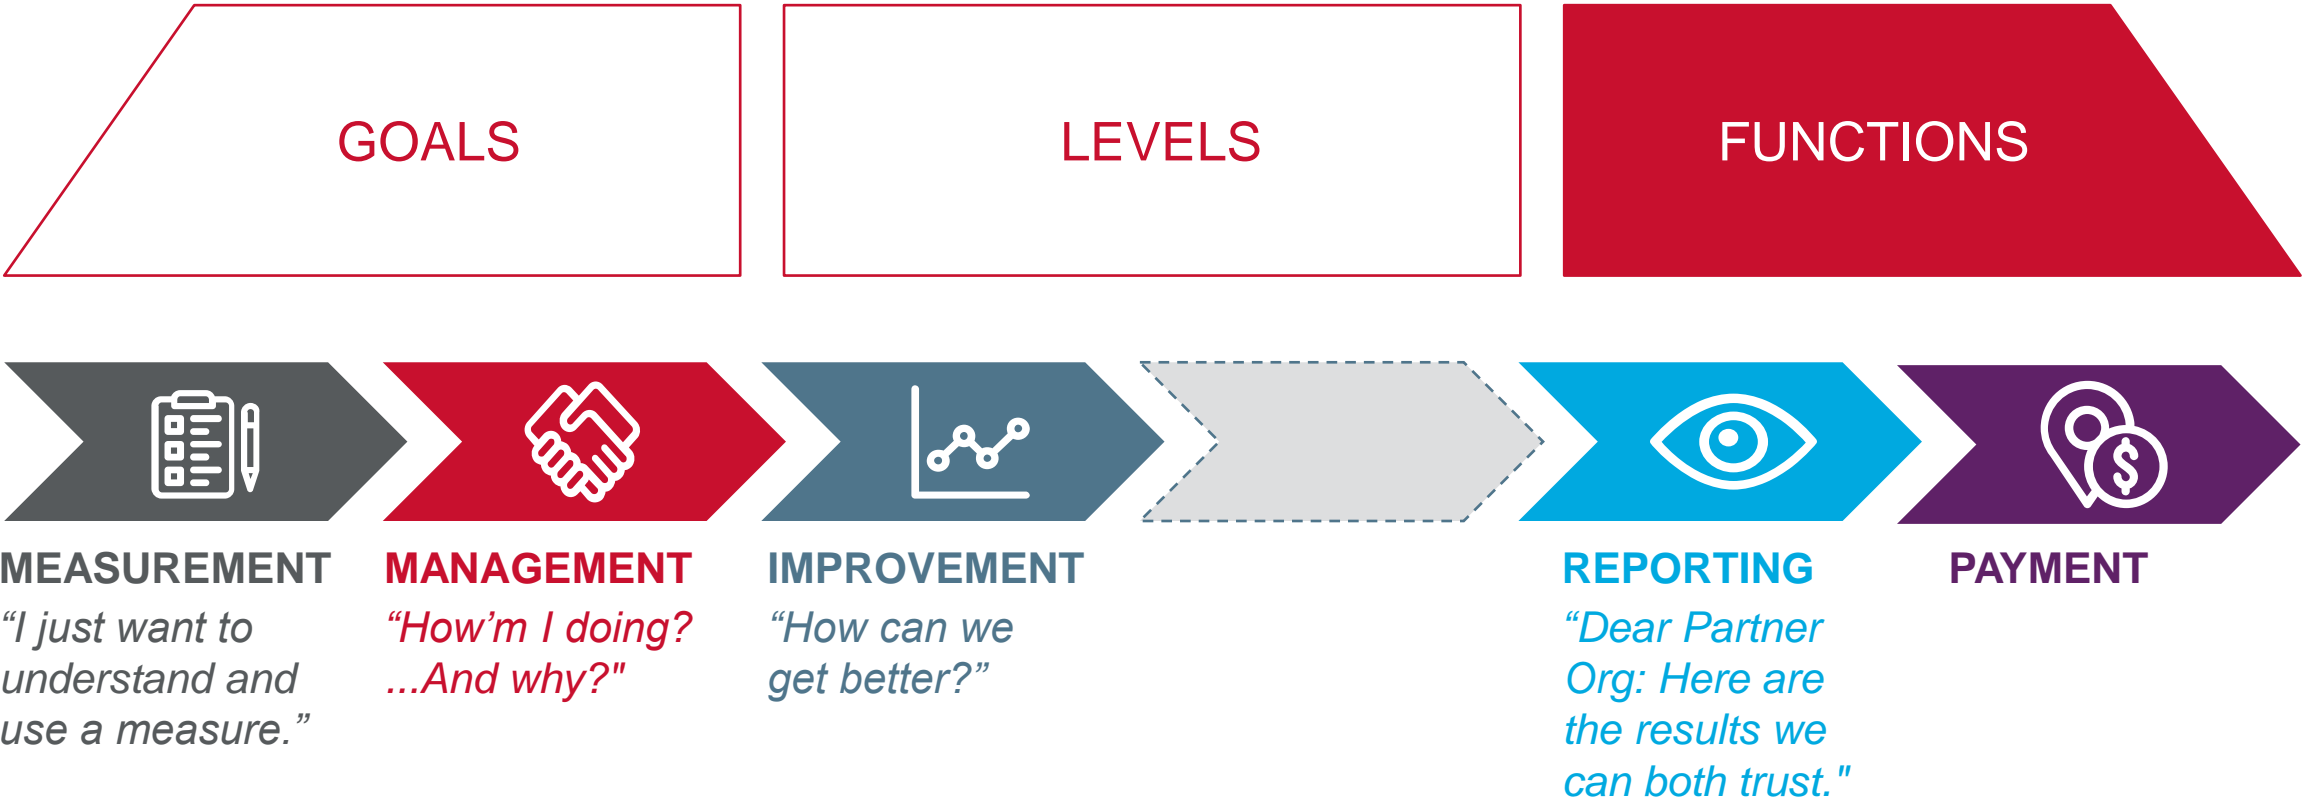 GOALS
LEVELS
FUNCTIONS
$
MEASUREMENT
“I just want to
understand and
use a measure.”
MANAGEMENT
“How’m I doing?
...And why?"
IMPROVEMENT
“How can we
get better?”
REPORTING
“Dear Partner
Org: Here are
the results we
can both trust."
PAYMENT